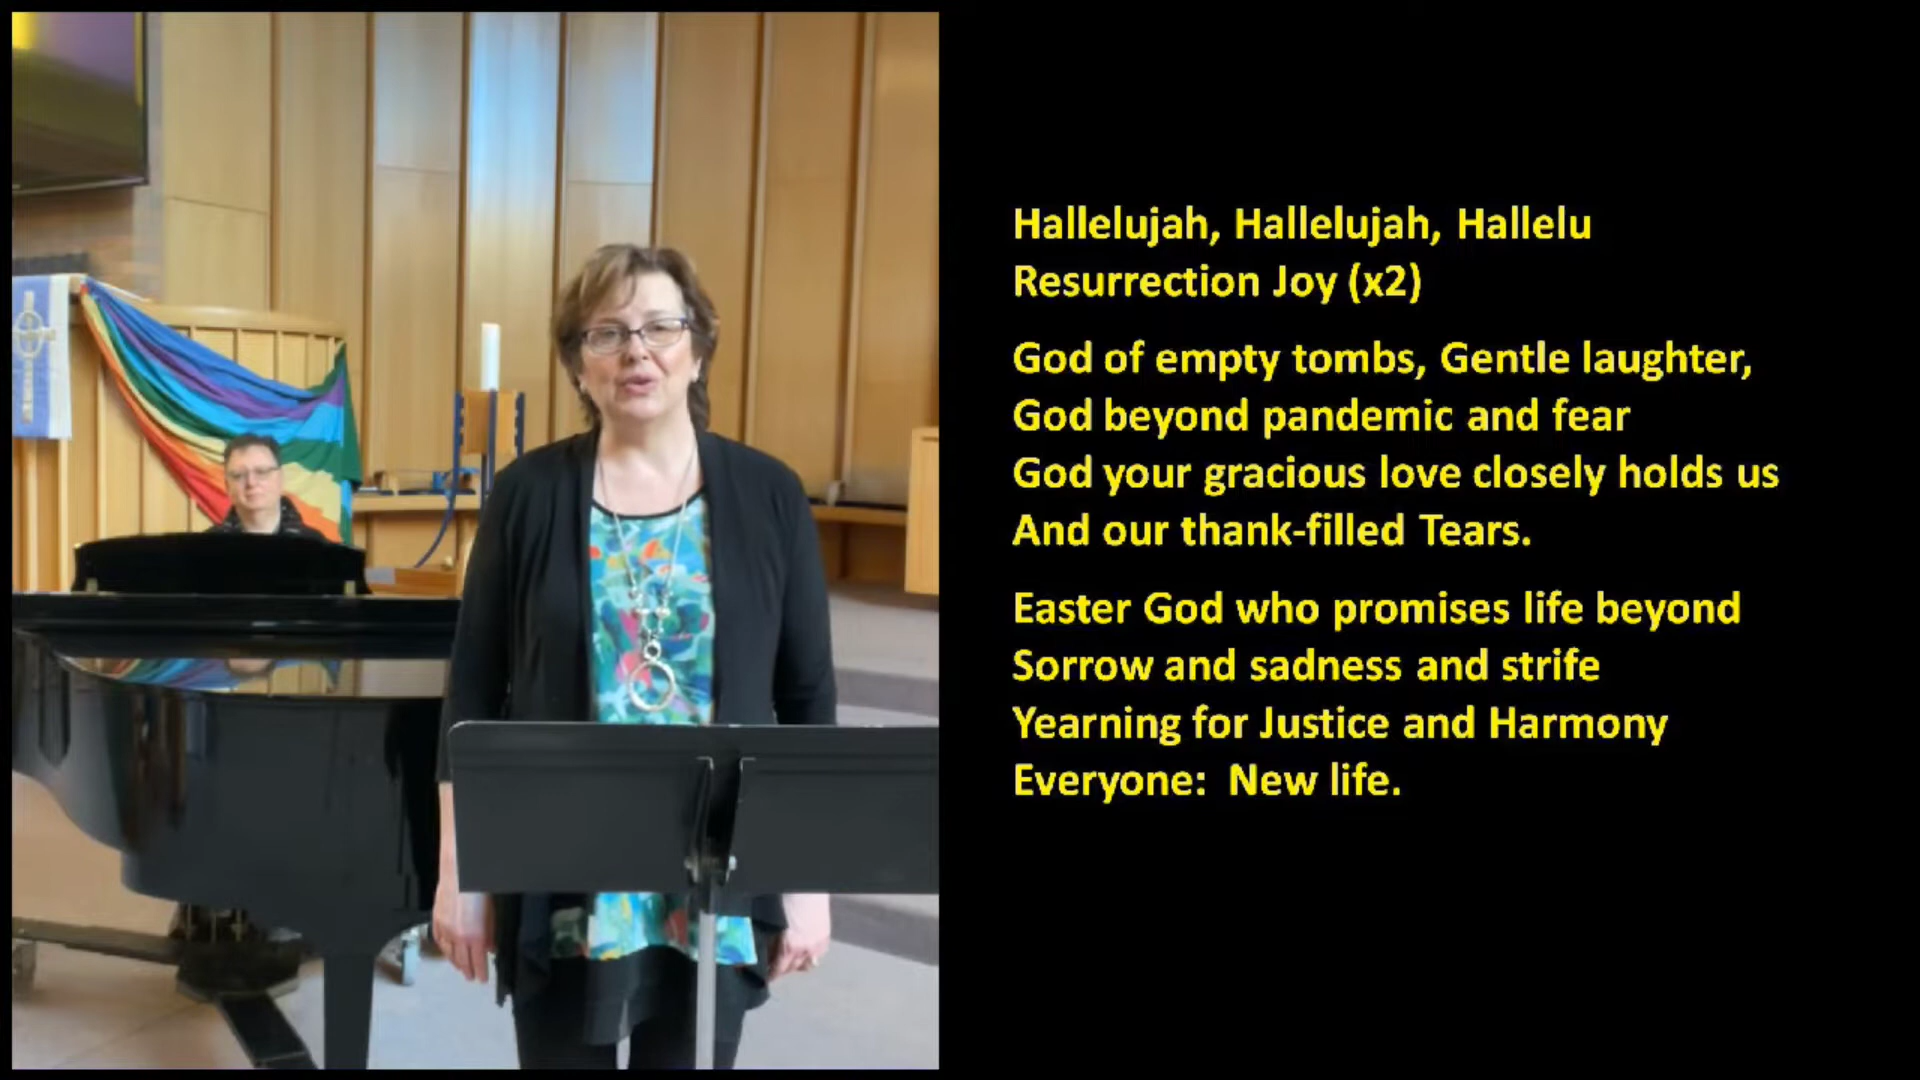 Hallelujah, Hallelujah, Hallelu
Resurrection Joy (x2)
God of empty tombs, Gentle laughter,
God beyond pandemic and fear
God your gracious love closely holds us
And our thank-filled Tears.
Easter God who promises life beyond
Sorrow and sadness and strife
Yearning for Justice and Harmony
Everyone:  New life.